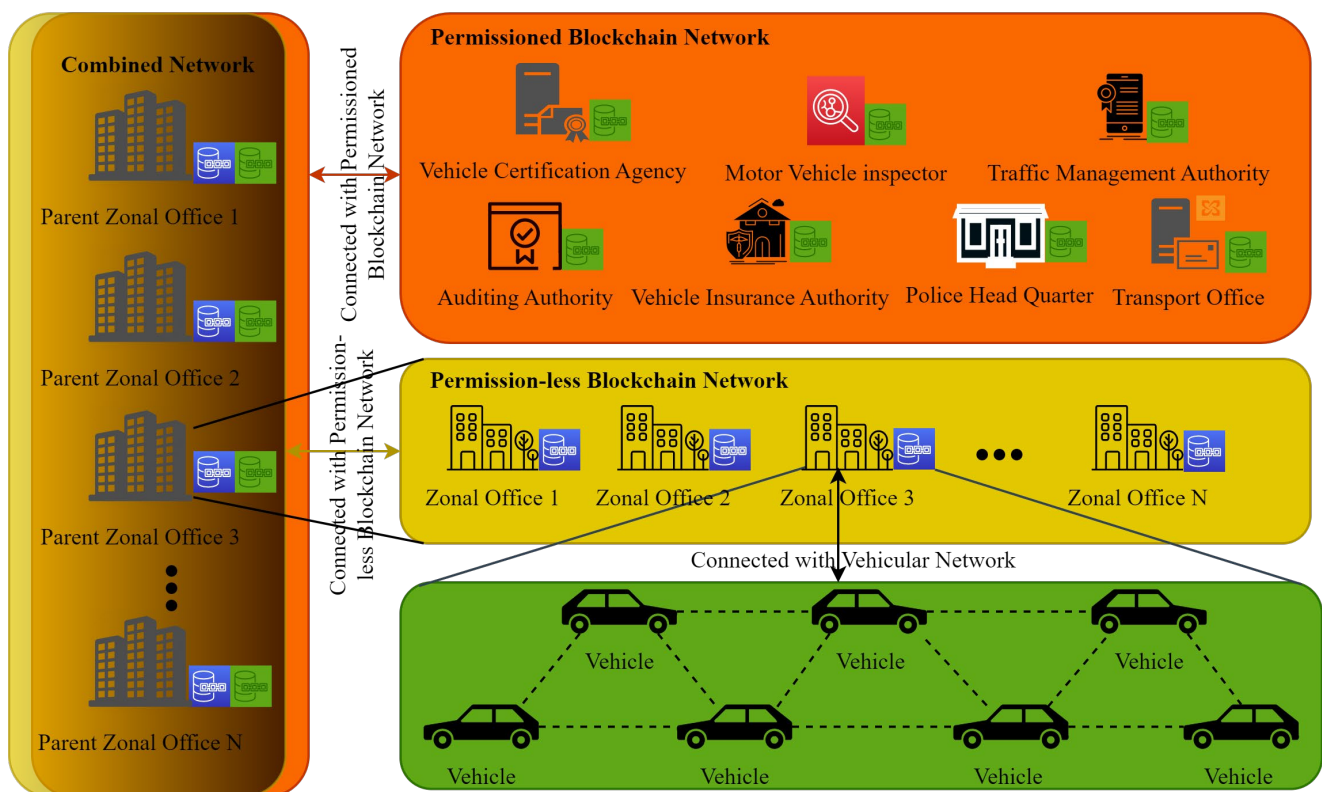 Combined Network
Parent Zonal Office 1
Parent Zonal Office 2
Parent Zonal Office 3
Parent Zonal Office N
Connected with Permissioned
Blockchain Network
Connected with Permission-
less Blockchain Network
Permissioned Blockchain Network
Vehicle Certification Agency
Motor Vehicle inspector
Traffic Management Authority
Auditing Authority
Vehicle Insurance Authority
Police Head Quarter
Transport Office
Permission-less Blockchain Network
Zonal Office 1
Zonal Office 2
Zonal Office 3
Zonal Office N
Connected with Vehicular Network
Vehicle
Vehicle
Vehicle
Vehicle
Vehicle
Vehicle
Vehicle